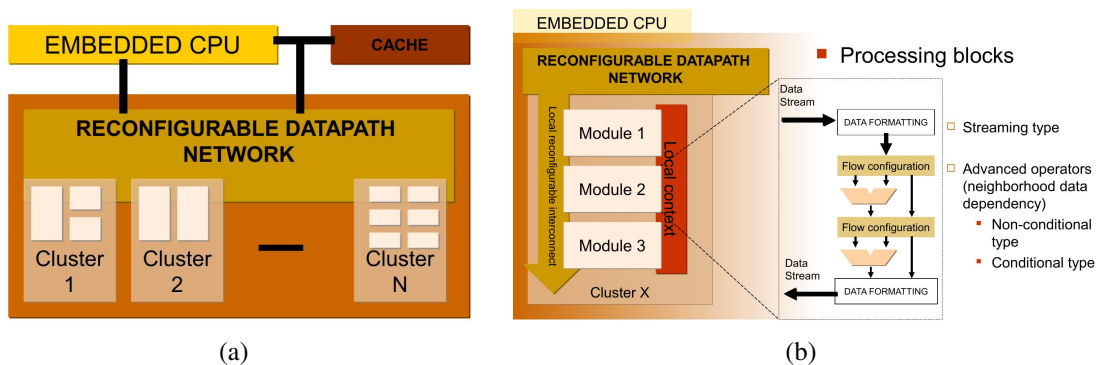 EMBEDDED CPU
CACHE
RECONFIGURABLE DATAPATH
NETWORK
Cluster
1
Cluster
2
Cluster
N
(a)
EMBEDDED CPU
RECONFIGURABLE DATAPATH
NETWORK
Local reconfigurable interconnect
Module 1
Module 2
Module 3
Local context
Cluster X
Processing blocks
Data
Stream
DATA FORMATTING
Flow configuration
Flow configuration
Data
Stream
DATA FORMATTING
Streaming type
Advanced operators
(neighborhood data
dependency)
Non-conditional
type
Conditional type
(b)